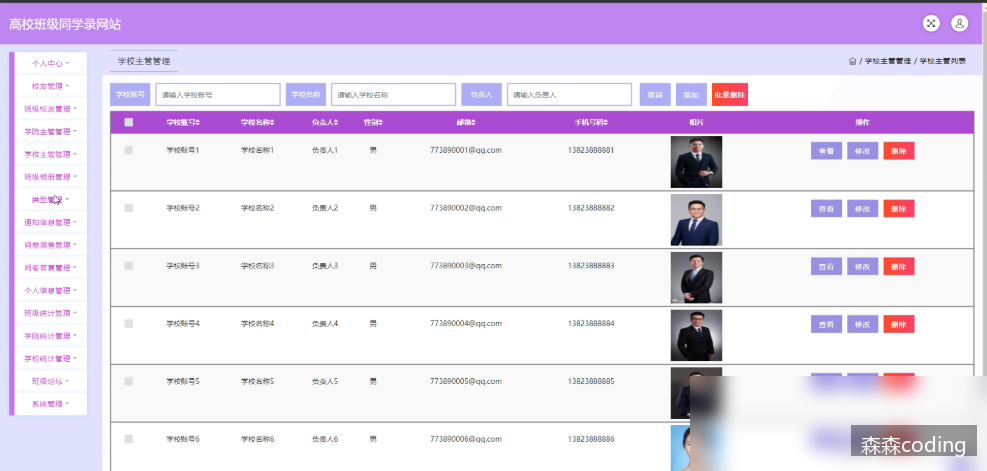 高校班级同学录网站
个人中心
校友管理
班级校友管理
学院主管管理
学校主管管理
班级相册管理
类型管理
通知信息管理
问卷调查管理
问卷答复管理
个人信息管理
班级统计管理
学院统计管理
学校统计管理
班级论坛
系统管理
学校主管管理
/ 学校主管管理 / 学校主管列表
学校账号 请输入学校账号 学校名称 请输入学校名称 负责人 请输入负责人 查询 添加 批量删除
学校账号 学校名称 负责人 性别 邮箱 手机号码 相片 操作
学校账号1 学校名称1 负责人1 男 773890001@qq.com 13823888881 查看 修改 删除
学校账号2 学校名称2 负责人2 男 773890002@qq.com 13823888882 查看 修改 删除
学校账号3 学校名称3 负责人3 男 773890003@qq.com 13823888883 查看 修改 删除
学校账号4 学校名称4 负责人4 男 773890004@qq.com 13823888884 查看 修改 删除
学校账号5 学校名称5 负责人5 男 773890005@qq.com 13823888885
学校账号6 学校名称6 负责人6 男 773890006@qq.com 13823888886
森森coding